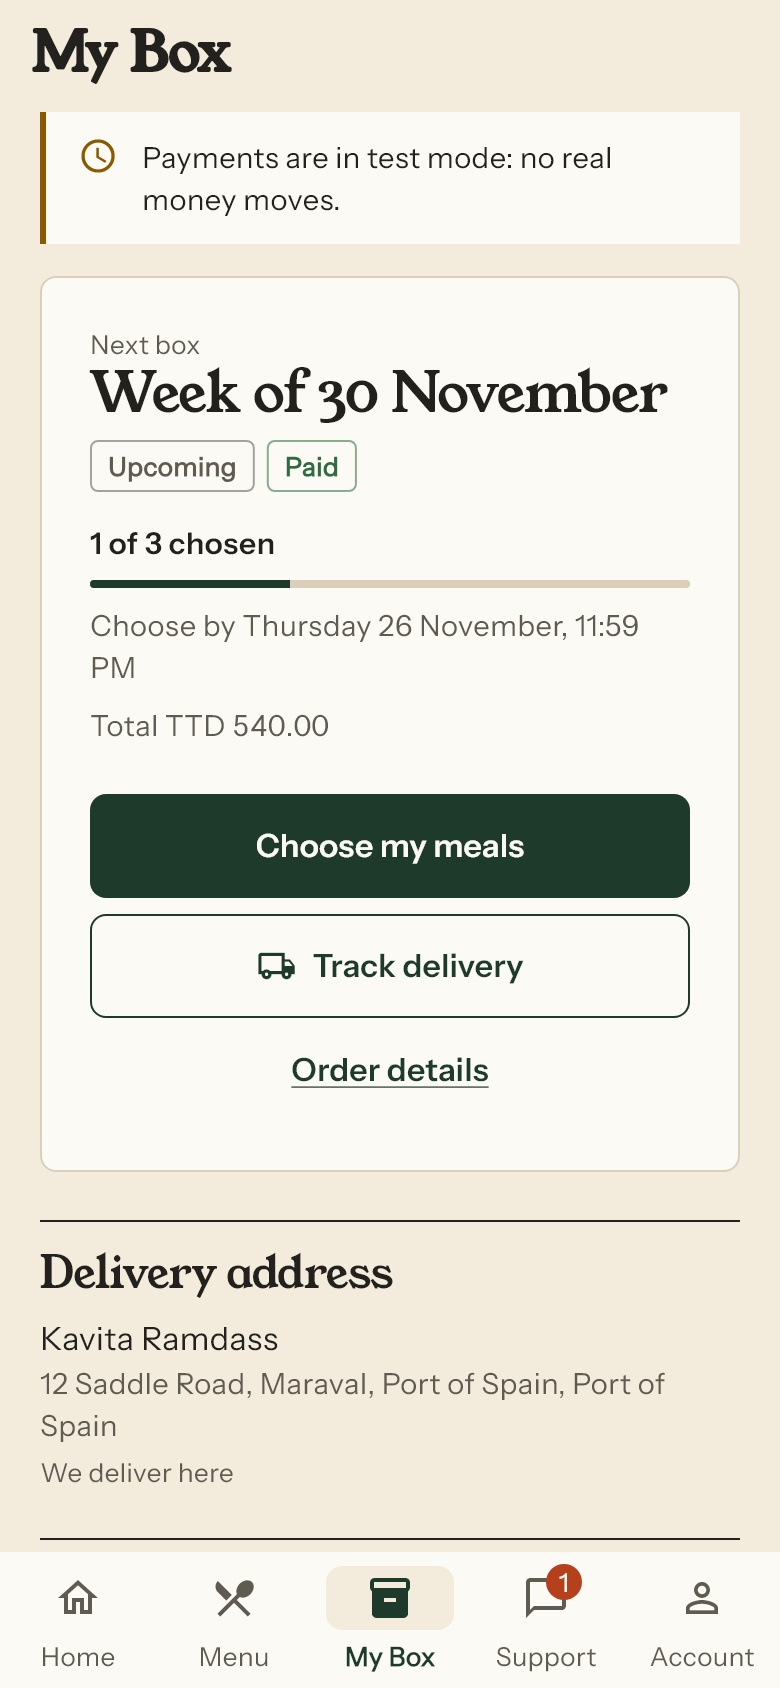 My Box
Payments are in test mode: no real
money moves.
Next box
Week of 30 November
Upcoming
Paid
1 of 3 chosen
Choose by Thursday 26 November, 11:59
PM
Total TTD 540.00
Choose my meals
Track delivery
Order details
Delivery address
Kavita Ramdass
12 Saddle Road, Maraval, Port of Spain, Port of
Spain
We deliver here
1
Home
Menu
My Box
Support
Account